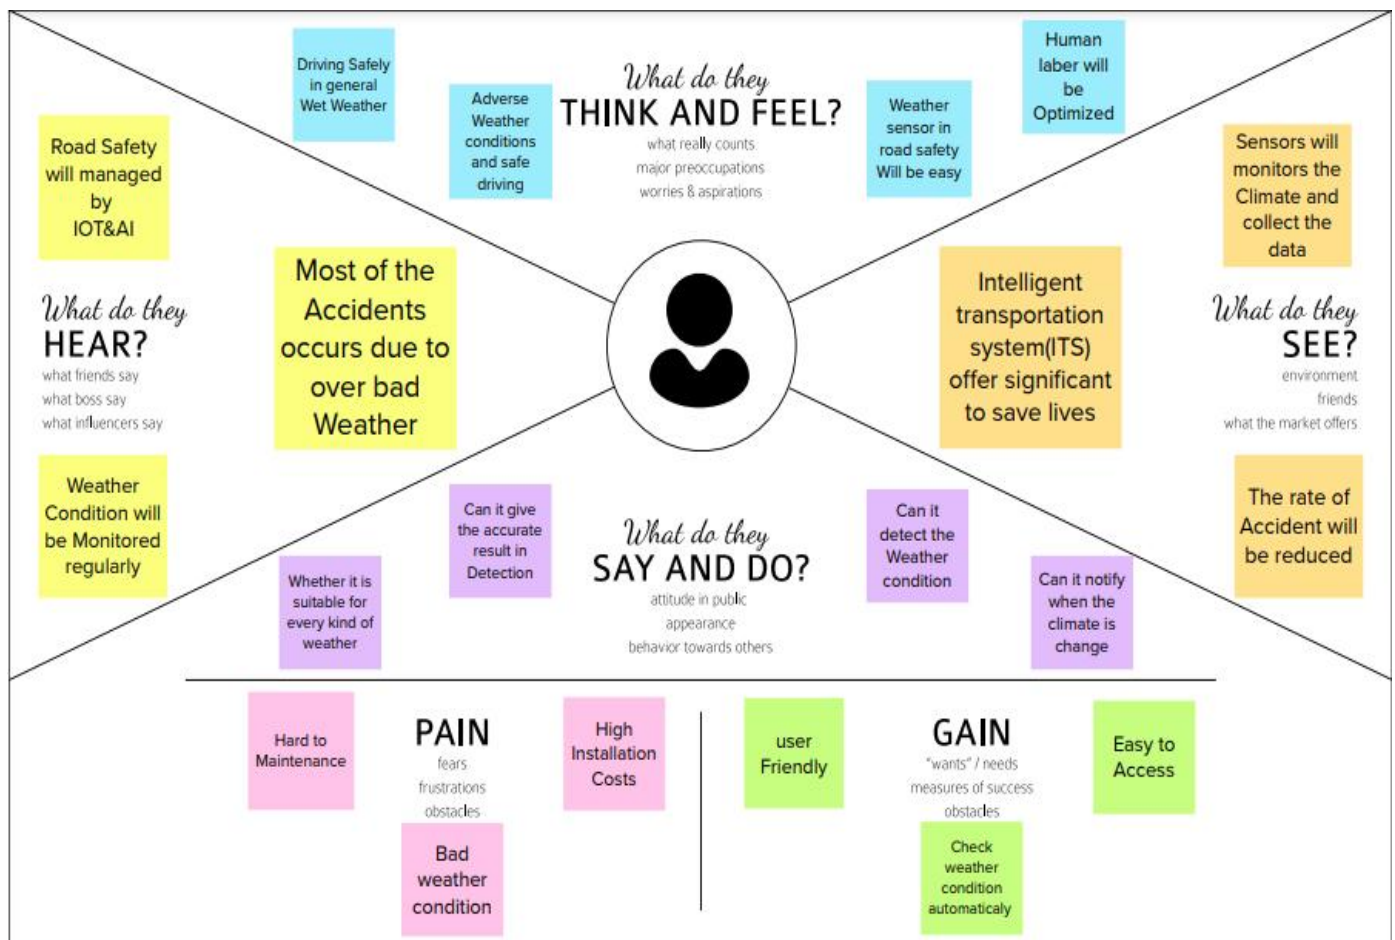 Driving Safely
in general
Wet Weather
Adverse
Weather
conditions
and safe
driving
What do they
THINK AND FEEL?
what really counts
major preoccupations
worries & aspirations
Weather
sensor in
road safety
Will be easy
Human
laber will
be
Optimized
Road Safety
will managed
by
IOT&AI
What do they
HEAR?
what friends say
what boss say
what influencers say
Weather
Condition will
be Monitored
regularly
Most of the
Accidents
occurs due to
over bad
Weather
Intelligent
transportation
system(ITS)
offer significant
to save lives
Sensors will
monitors the
Climate and
collect the
data
What do they
SEE?
environment
friends
what the market offers
The rate of
Accident will
be reduced
Whether it is
suitable for
every kind of
weather
Can it give
the accurate
result in
Detection
What do they
SAY AND DO?
attitude in public
appearance
behavior towards others
Can it
detect the
Weather
condition
Can it notify
when the
climate is
change
Hard to
Maintenance
PAIN
fears
frustrations
obstacles
High
Installation
Costs
Bad
weather
condition
user
Friendly
GAIN
"wants" / needs
measures of success
obstacles
Easy to
Access
Check
weather
condition
automaticaly